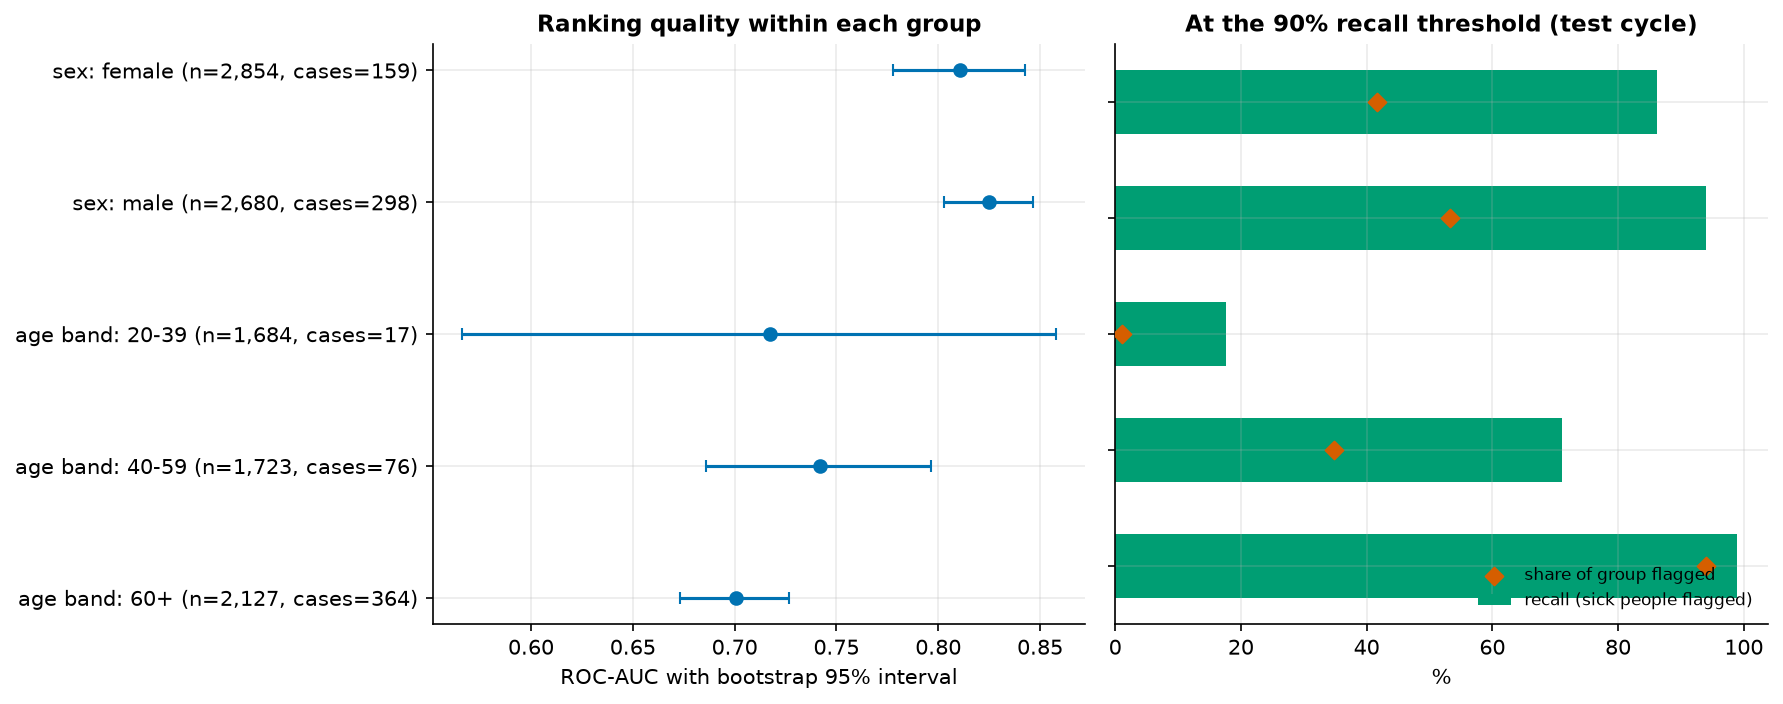 Ranking quality within each group
At the 90% recall threshold (test cycle)
sex: female (n=2,854, cases=159)
sex: male (n=2,680, cases=298)
age band: 20-39 (n=1,684, cases=17)
age band: 40-59 (n=1,723, cases=76)
age band: 60+ (n=2,127, cases=364)
share of group flagged
recall (sick people flagged)
0.60 0.65 0.70 0.75 0.80 0.85
0 20 40 60 80 100
ROC-AUC with bootstrap 95% interval
%